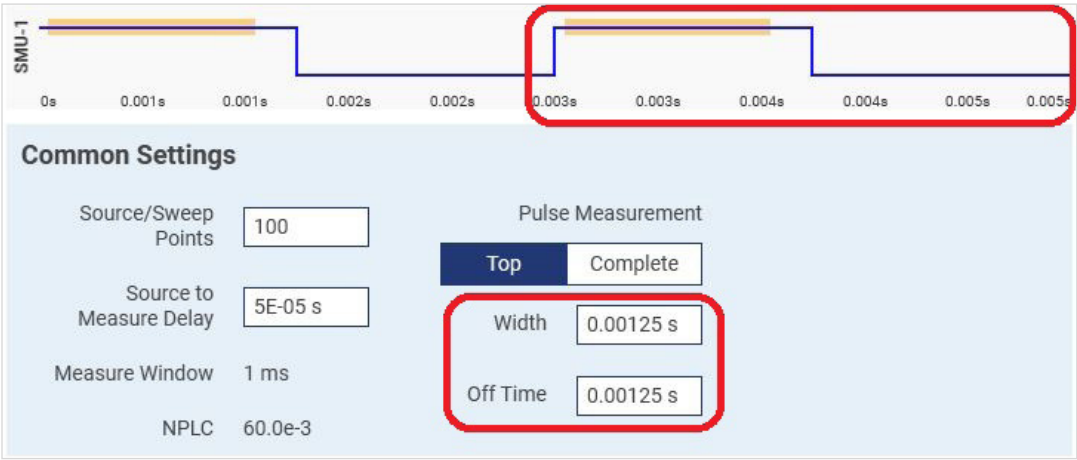 SMU-1
0s 0.001s 0.001s 0.002s 0.002s 0.003s 0.003s 0.004s 0.004s 0.005s 0.005s
Common Settings
Source/Sweep
Points
100
Source to
Measure Delay
5E-05 s
Measure Window 1 ms
NPLC 60.0e-3
Pulse Measurement
Top Complete
Width 0.00125 s
Off Time 0.00125 s